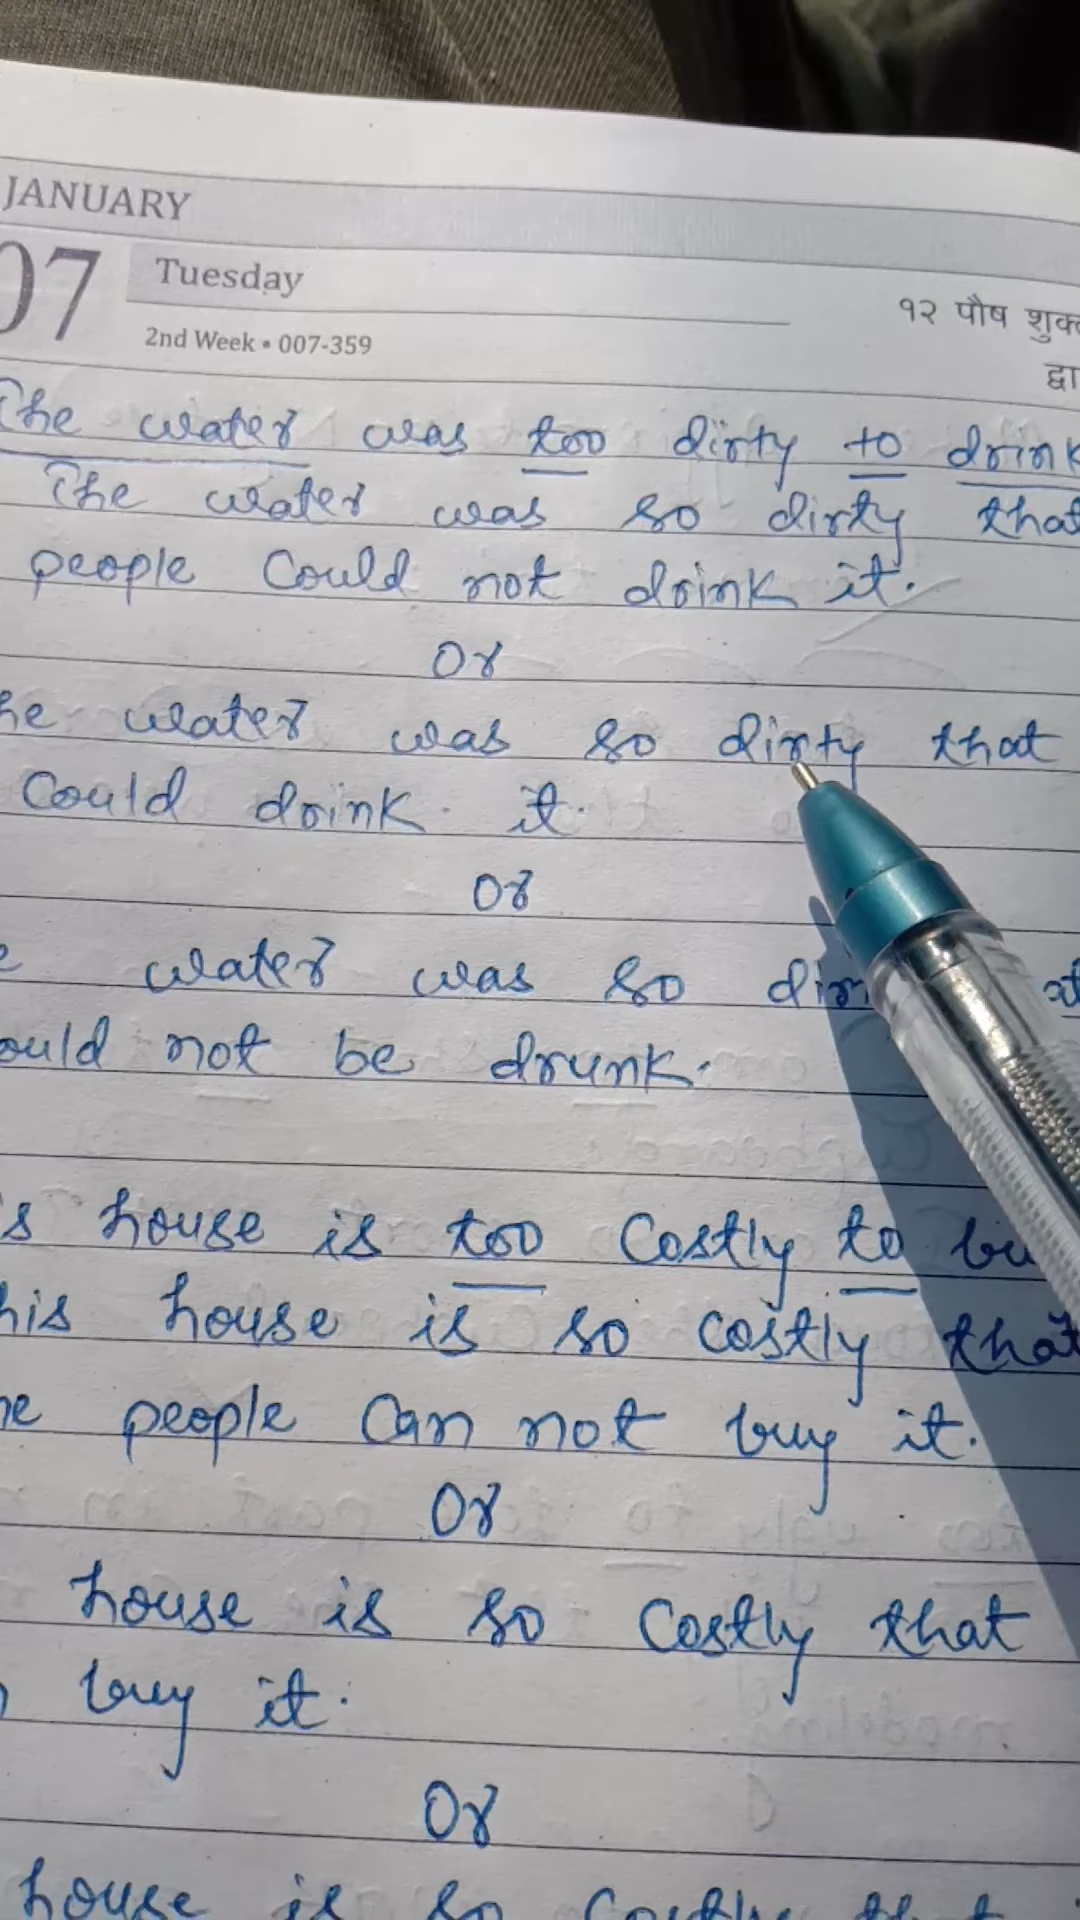 JANUARY
07 Tuesday
2nd Week • 007-359
१२ पौष शुक्ल
The water was too dirty to drink
The water was so dirty that
people Could not drink it.
Or
water was so dirty that
Could drink it.
Or
water was so
not be drunk.
house is too Costly to
house is so costly that
people Can not buy it.
Or
house is so Costly that
buy it.
Or
house is so